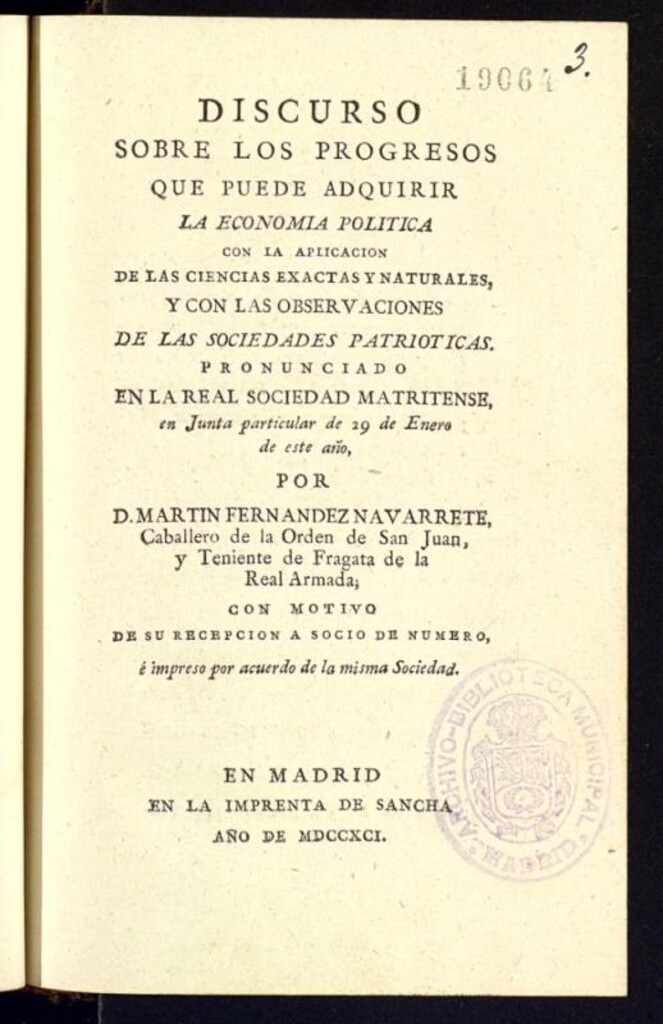 19064
3.
DISCURSO
SOBRE LOS PROGRESOS
QUE PUEDE ADQUIRIR
LA ECONOMIA POLITICA
CON LA APLICACION
DE LAS CIENCIAS EXACTAS Y NATURALES,
Y CON LAS OBSERVACIONES
DE LAS SOCIEDADES PATRIOTICAS.
PRONUNCIADO
EN LA REAL SOCIEDAD MATRITENSE,
en Junta particular de 29 de Enero
de este año,
POR
D. MARTIN FERNANDEZ NAVARRETE,
Caballero de la Orden de San Juan,
y Teniente de Fragata de la
Real Armada;
CON MOTIVO
DE SU RECEPCION A SOCIO DE NUMERO,
é impreso por acuerdo de la misma Sociedad.
EN MADRID
EN LA IMPRENTA DE SANCHA
AÑO DE MDCCXCI.
ARCHIVO-BIBLIOTECA MUNICIPAL
MADRID